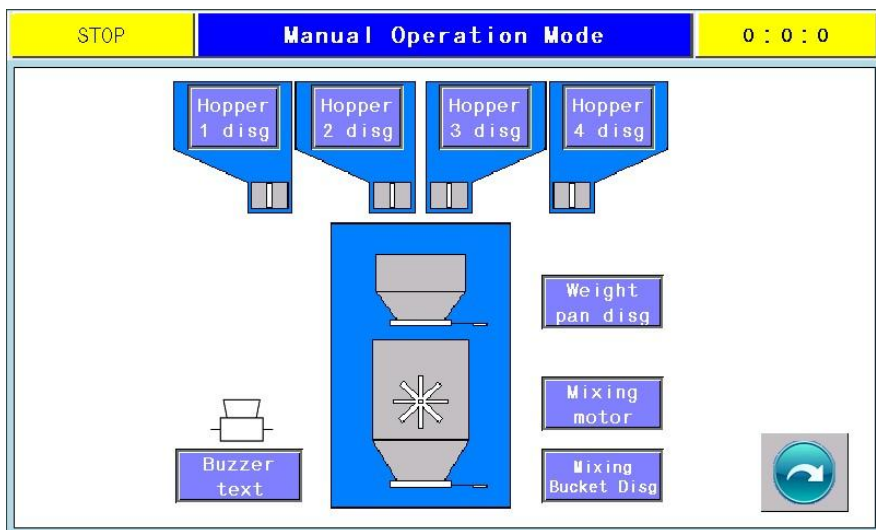 STOP
Manual Operation Mode
0:0:0
Hopper
1 disg
Hopper
2 disg
Hopper
3 disg
Hopper
4 disg
Weight
pan disg
Mixing
motor
Buzzer
text
Mixing
Bucket Disg